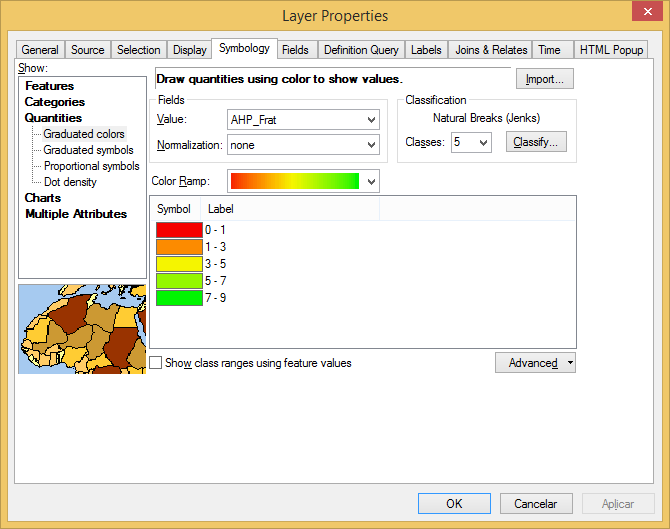 Layer Properties
General Source Selection Display Symbology Fields Definition Query Labels Joins & Relates Time HTML Popup
Show:
Features
Categories
Quantities
Graduated colors
Graduated symbols
Proportional symbols
Dot density
Charts
Multiple Attributes
Draw quantities using color to show values.
Import...
Fields
Value: AHP_Frat
Normalization: none
Classification
Natural Breaks (Jenks)
Classes: 5 Classify...
Color Ramp:
Symbol Label
0 - 1
1 - 3
3 - 5
5 - 7
7 - 9
Show class ranges using feature values
Advanced
OK Cancelar Aplicar